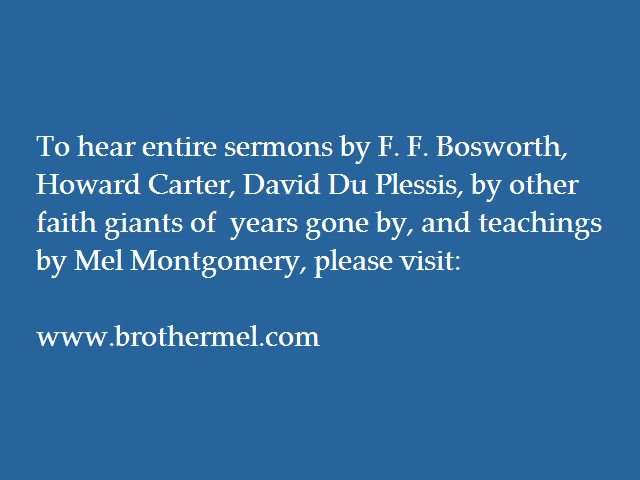 To hear entire sermons by F. F. Bosworth,
Howard Carter, David Du Plessis, by other
faith giants of  years gone by, and teachings
by Mel Montgomery, please visit:
www.brothermel.com